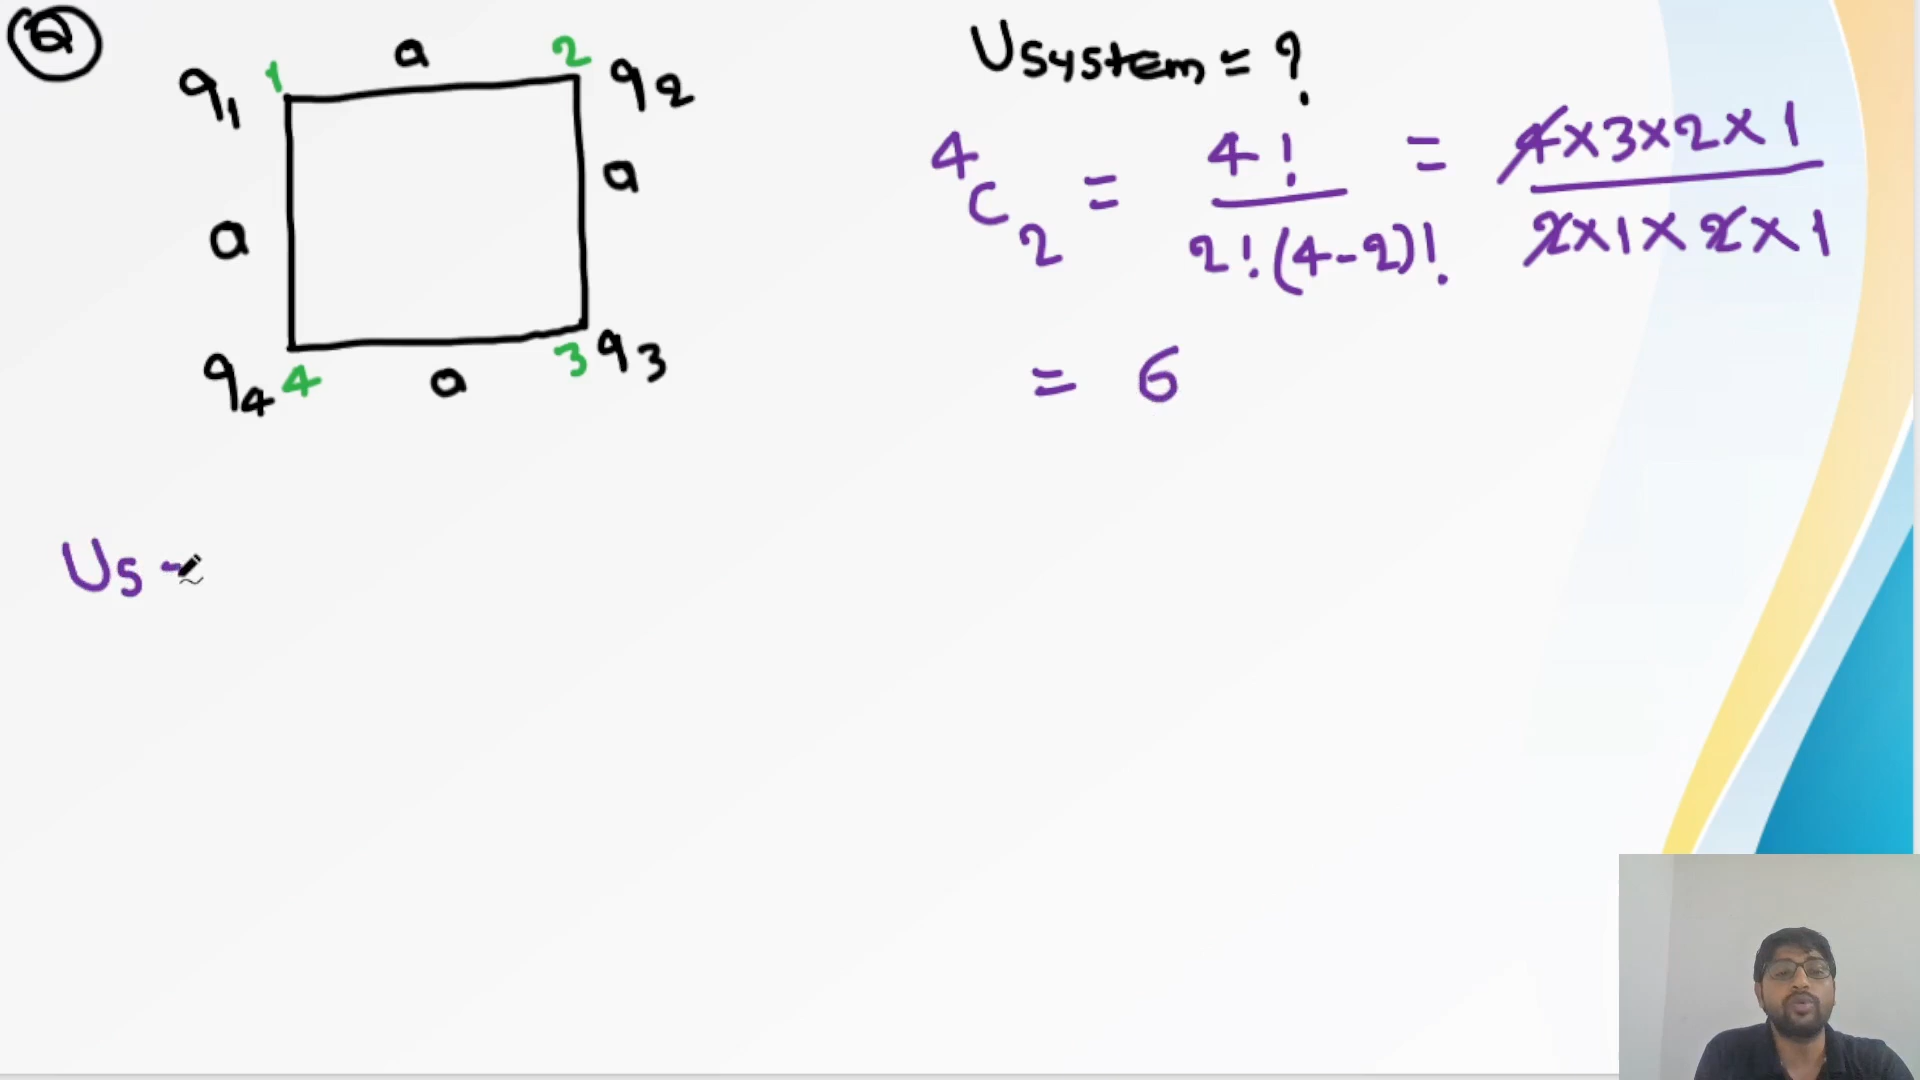 Q
1 a 2
q1 q2
a a
q4 4 a 3 q3
Usystem = ?
4C2 = 4! / 2!(4-2)! = 4×3×2×1 / 2×1×2×1
= 6
Us -